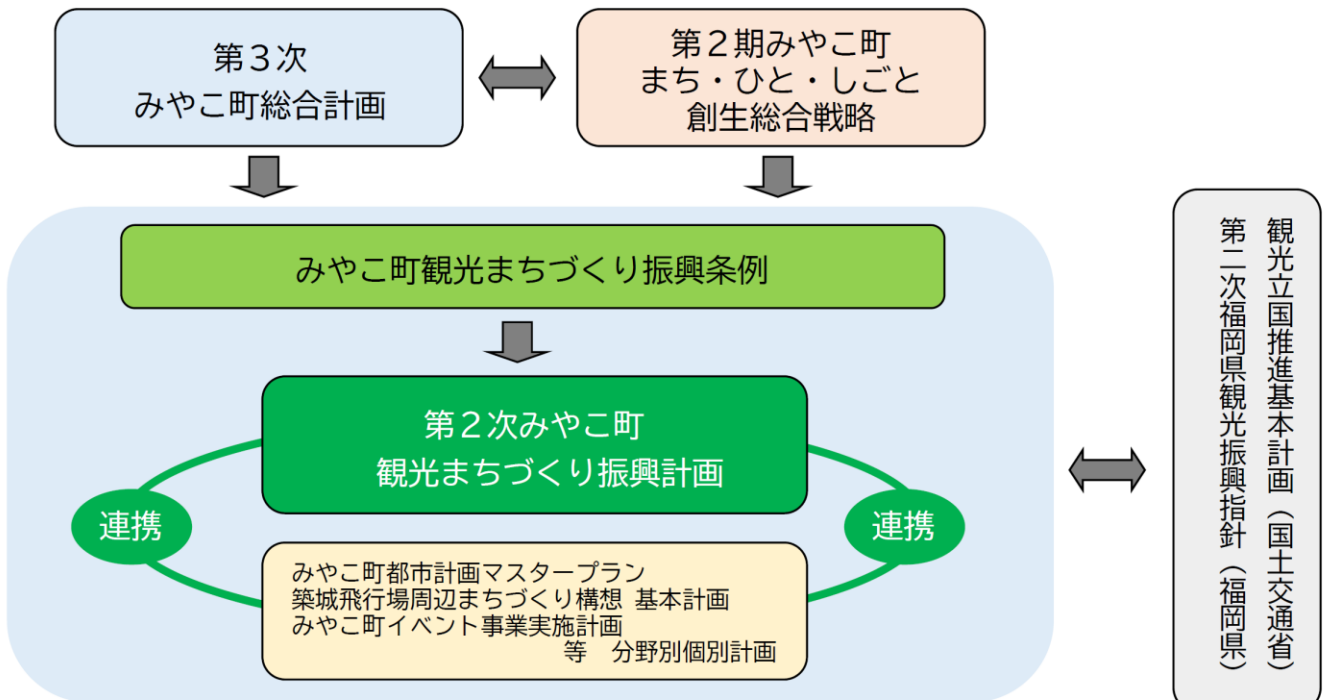 第３次
みやこ町総合計画
第２期みやこ町
まち・ひと・しごと
創生総合戦略
みやこ町観光まちづくり振興条例
第２次みやこ町
観光まちづくり振興計画
連携
連携
みやこ町都市計画マスタープラン
築城飛行場周辺まちづくり構想 基本計画
みやこ町イベント事業実施計画
等　分野別個別計画
観光立国推進基本計画（国土交通省）
第二次福岡県観光振興指針（福岡県）